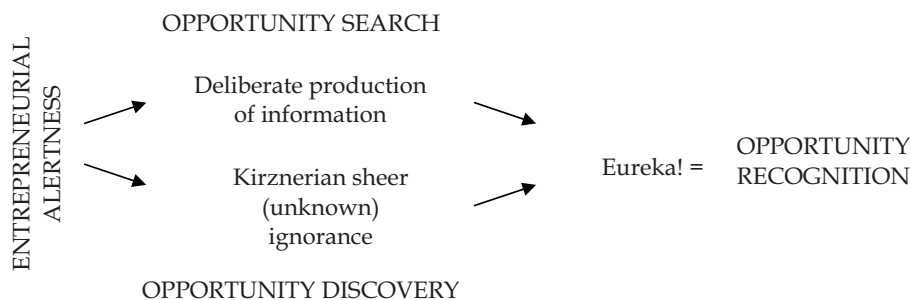 ENTREPRENEURIAL
ALERTNESS
OPPORTUNITY SEARCH
Deliberate production
of information
Kirznerian sheer
(unknown)
ignorance
OPPORTUNITY DISCOVERY
Eureka! =
OPPORTUNITY
RECOGNITION